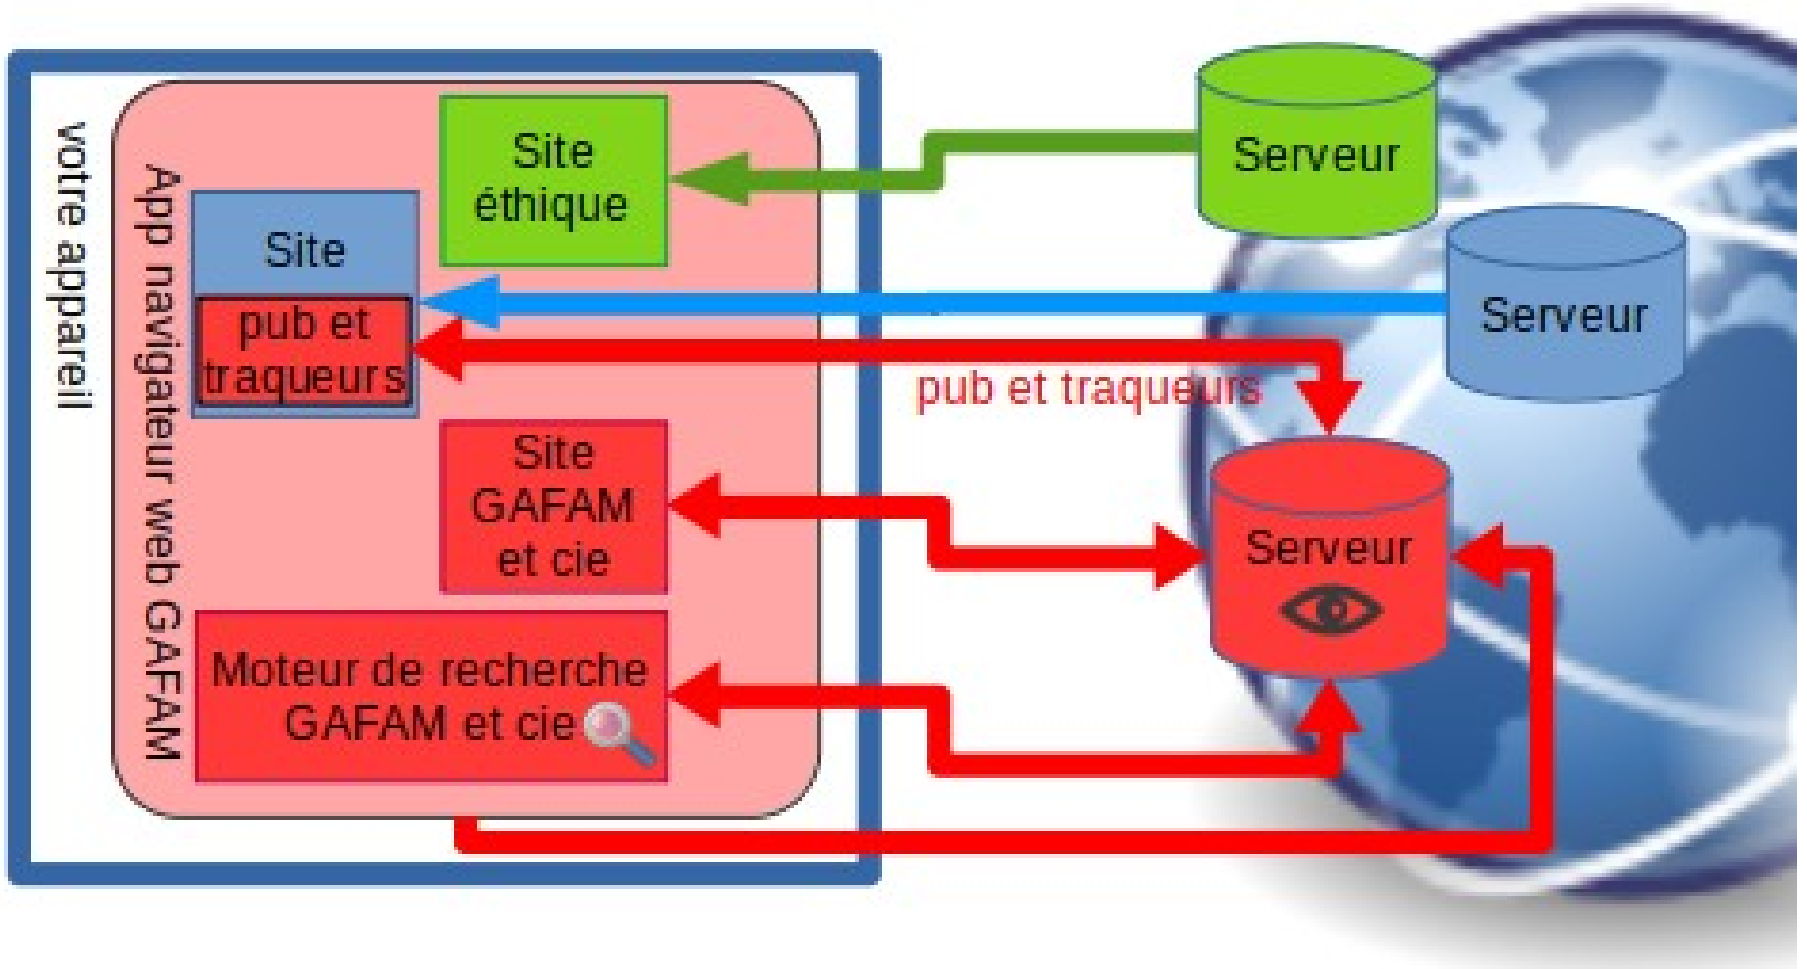 votre appareil
App navigateur web GAFAM
Site
éthique
Site
pub et
traqueurs
Site
GAFAM
et cie
Moteur de recherche
GAFAM et cie
Serveur
Serveur
pub et traqueurs
Serveur